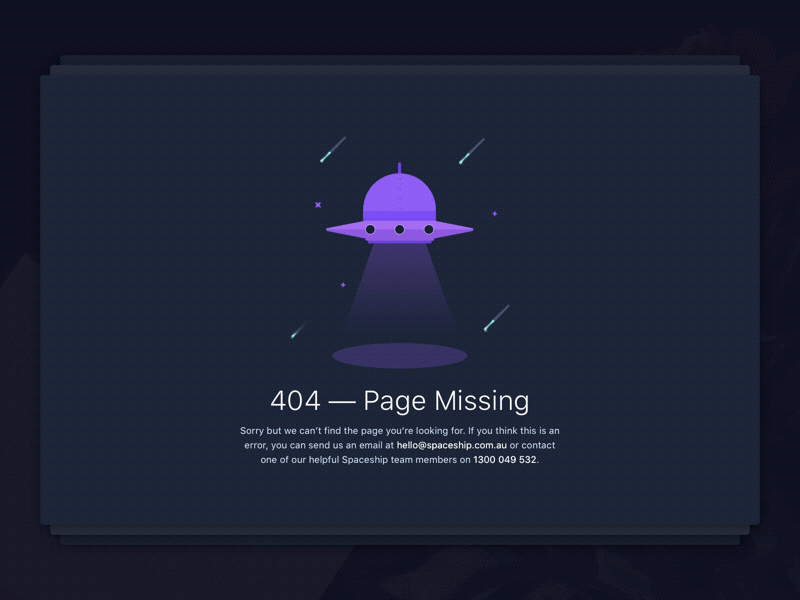 404 — Page Missing
Sorry but we can't find the page you're looking for. If you think this is an
error, you can send us an email at hello@spaceship.com.au or contact
one of our helpful Spaceship team members on 1300 049 532.